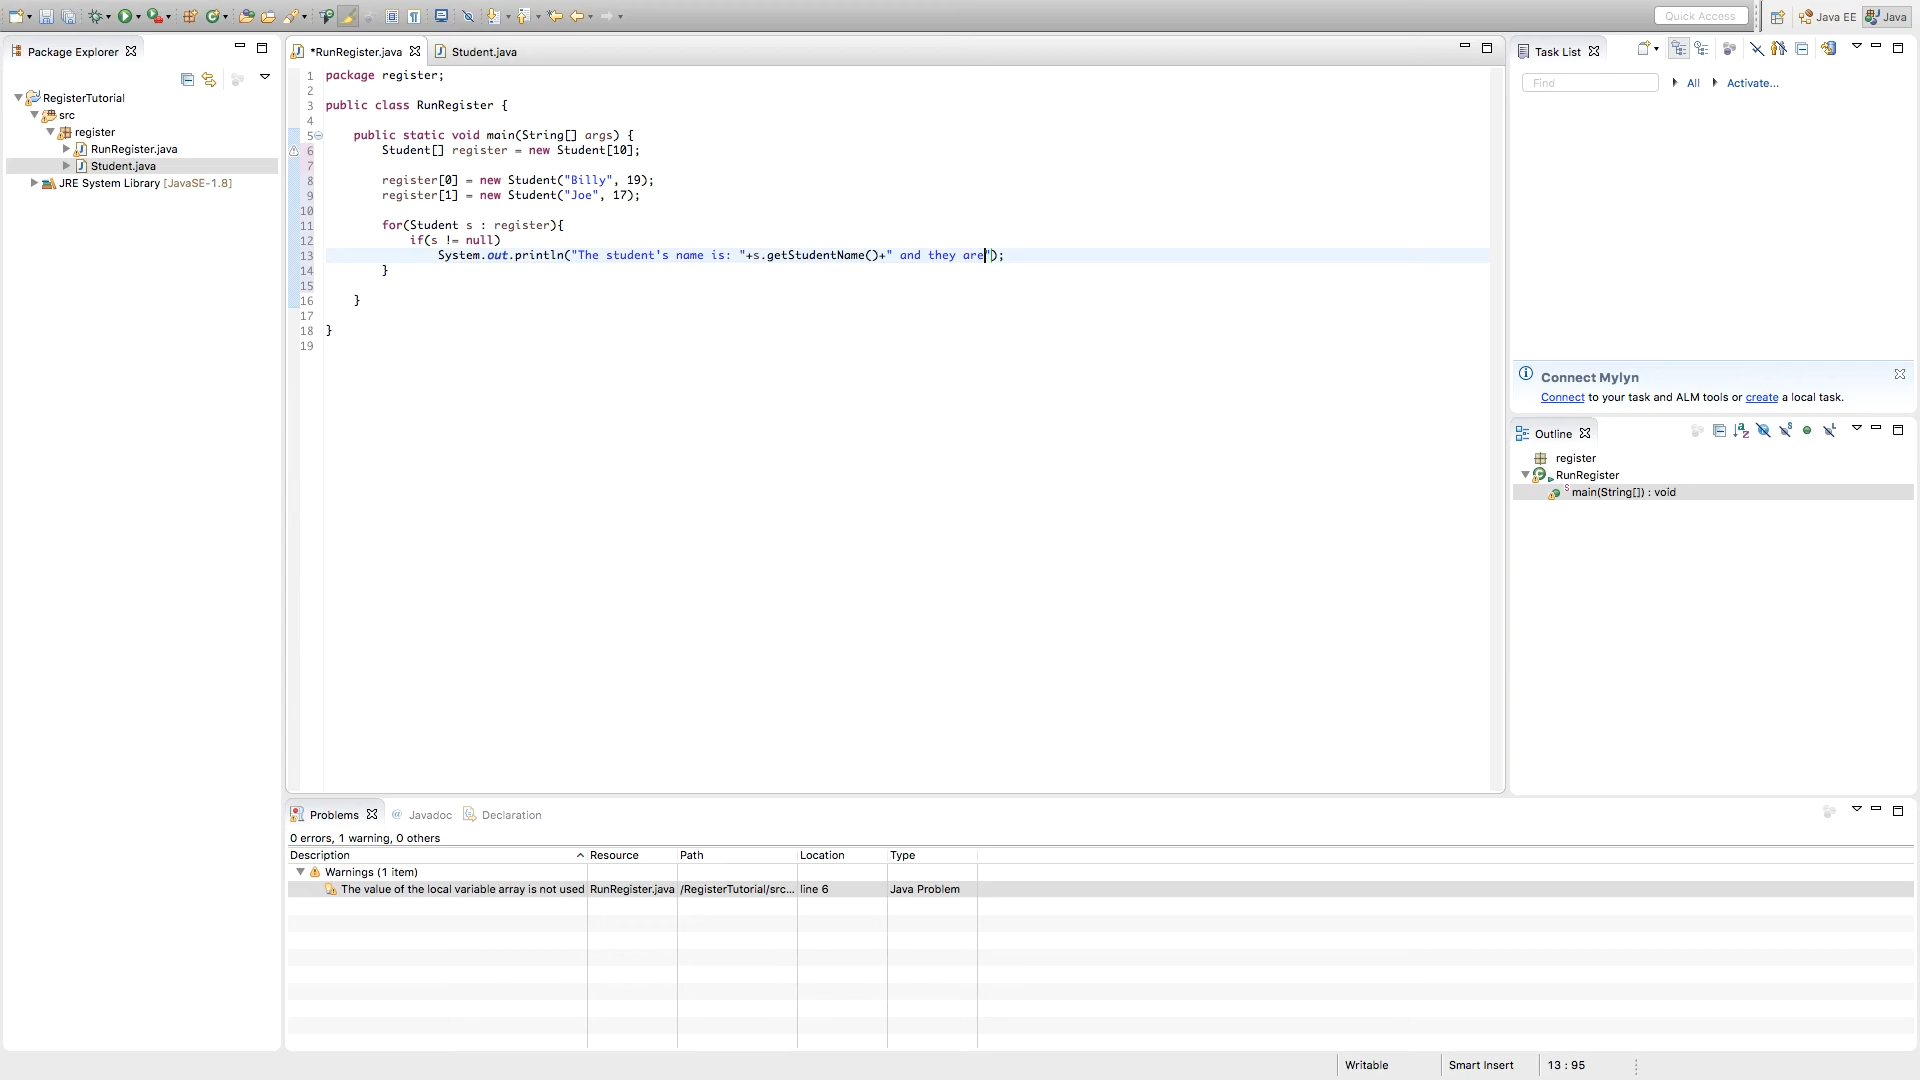 Quick Access
Java EE
Java
Package Explorer
RegisterTutorial
src
register
RunRegister.java
Student.java
JRE System Library [JavaSE-1.8]
*RunRegister.java
Student.java
1 package register;
2
3 public class RunRegister {
4
5 public static void main(String[] args) {
6 Student[] register = new Student[10];
7
8 register[0] = new Student("Billy", 19);
9 register[1] = new Student("Joe", 17);
10
11 for(Student s : register){
12 if(s != null)
13 System.out.println("The student's name is: "+s.getStudentName()+" and they are");
14 }
15
16 }
17
18 }
19
Task List
Find
All
Activate...
Connect Mylyn
Connect to your task and ALM tools or create a local task.
Outline
register
RunRegister
main(String[]) : void
Problems
@ Javadoc
Declaration
0 errors, 1 warning, 0 others
Description Resource Path Location Type
Warnings (1 item)
The value of the local variable array is not used RunRegister.java /RegisterTutorial/src... line 6 Java Problem
Writable
Smart Insert
13 : 95